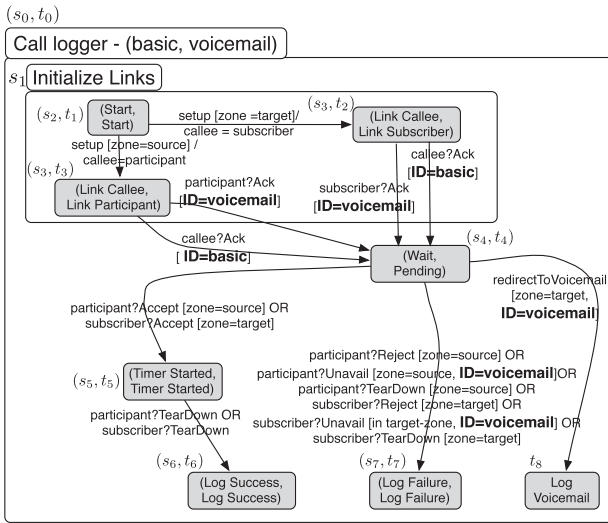 (s0, t0)
Call logger - (basic, voicemail)
s1 Initialize Links
(s2, t1)
(Start,
Start)
setup [zone =target]/
callee = subscriber
(s3, t2)
(Link Callee,
Link Subscriber)
setup [zone=source] /
callee=participant
(s3, t3)
(Link Callee,
Link Participant)
participant?Ack
[ID=voicemail]
subscriber?Ack
[ID=voicemail]
callee?Ack
[ID=basic]
callee?Ack
[ ID=basic]
(s4, t4)
(Wait,
Pending)
redirectToVoicemail
[zone=target,
ID=voicemail]
participant?Accept [zone=source] OR
subscriber?Accept [zone=target]
(s5, t5)
(Timer Started,
Timer Started)
participant?Reject [zone=source] OR
participant?Unavail [zone=source, ID=voicemail]OR
participant?TearDown [zone=source] OR
subscriber?Reject [zone=target] OR
subscriber?Unavail [in target-zone, ID=voicemail] OR
subscriber?TearDown [zone=target]
participant?TearDown OR
subscriber?TearDown
(s6, t6)
(Log Success,
Log Success)
(s7, t7)
(Log Failure,
Log Failure)
t8
Log
Voicemail